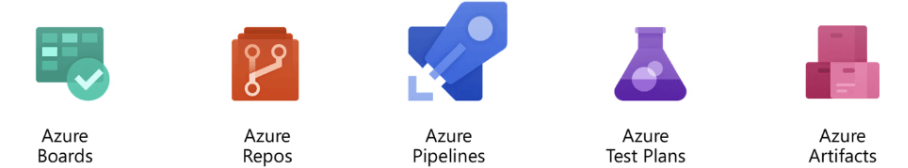 Azure
Boards
Azure
Repos
Azure
Pipelines
Azure
Test Plans
Azure
Artifacts